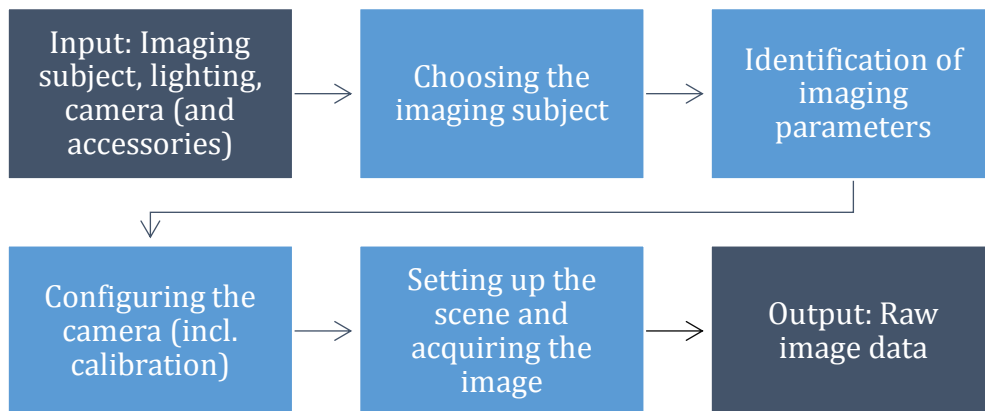 Input: Imaging
subject, lighting,
camera (and
accessories)
Choosing the
imaging subject
Identification of
imaging
parameters
Configuring the
camera (incl.
calibration)
Setting up the
scene and
acquiring the
image
Output: Raw
image data